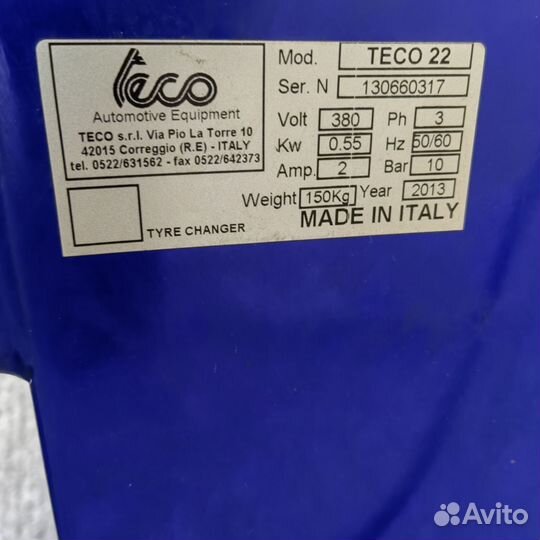 Teco
Automotive Equipment
TECO s.r.l. Via Pio La Torre 10
42015 Correggio (R.E) - ITALY
tel. 0522/631562 - fax 0522/642373
TYRE CHANGER
Mod. TECO 22
Ser. N 130660317
Volt 380 Ph 3
Kw 0.55 Hz 50/60
Amp. 2 Bar 10
Weight 150Kg Year 2013
MADE IN ITALY
Avito